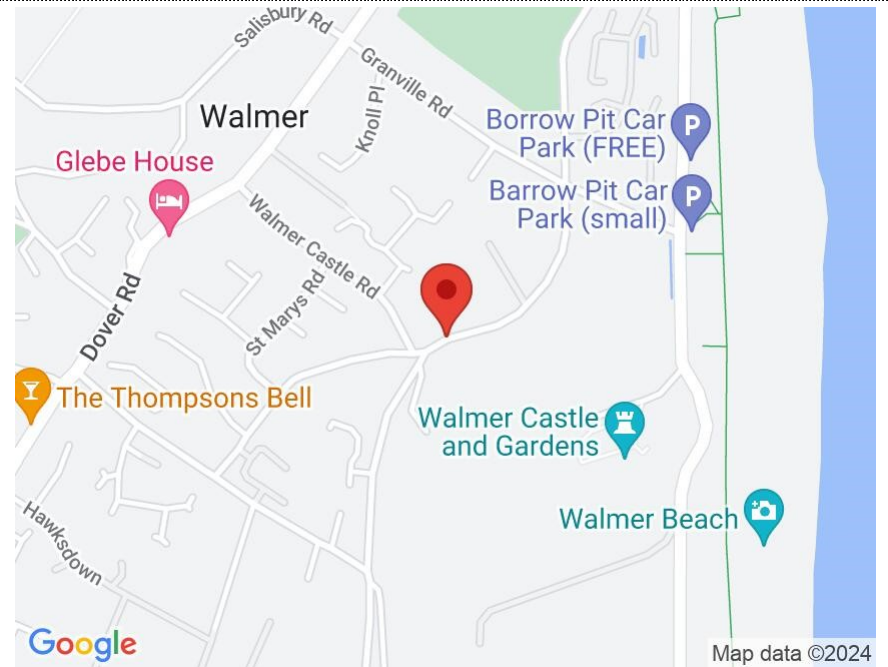 Salisbury Rd
Granville Rd
Walmer
Knoll Pl
Borrow Pit Car
Park (FREE)
P
Glebe House
Barrow Pit Car
Park (small)
P
Walmer Castle Rd
St Marys Rd
Dover Rd
The Thompsons Bell
Walmer Castle
and Gardens
Walmer Beach
Hawksdown
Google
Map data ©2024